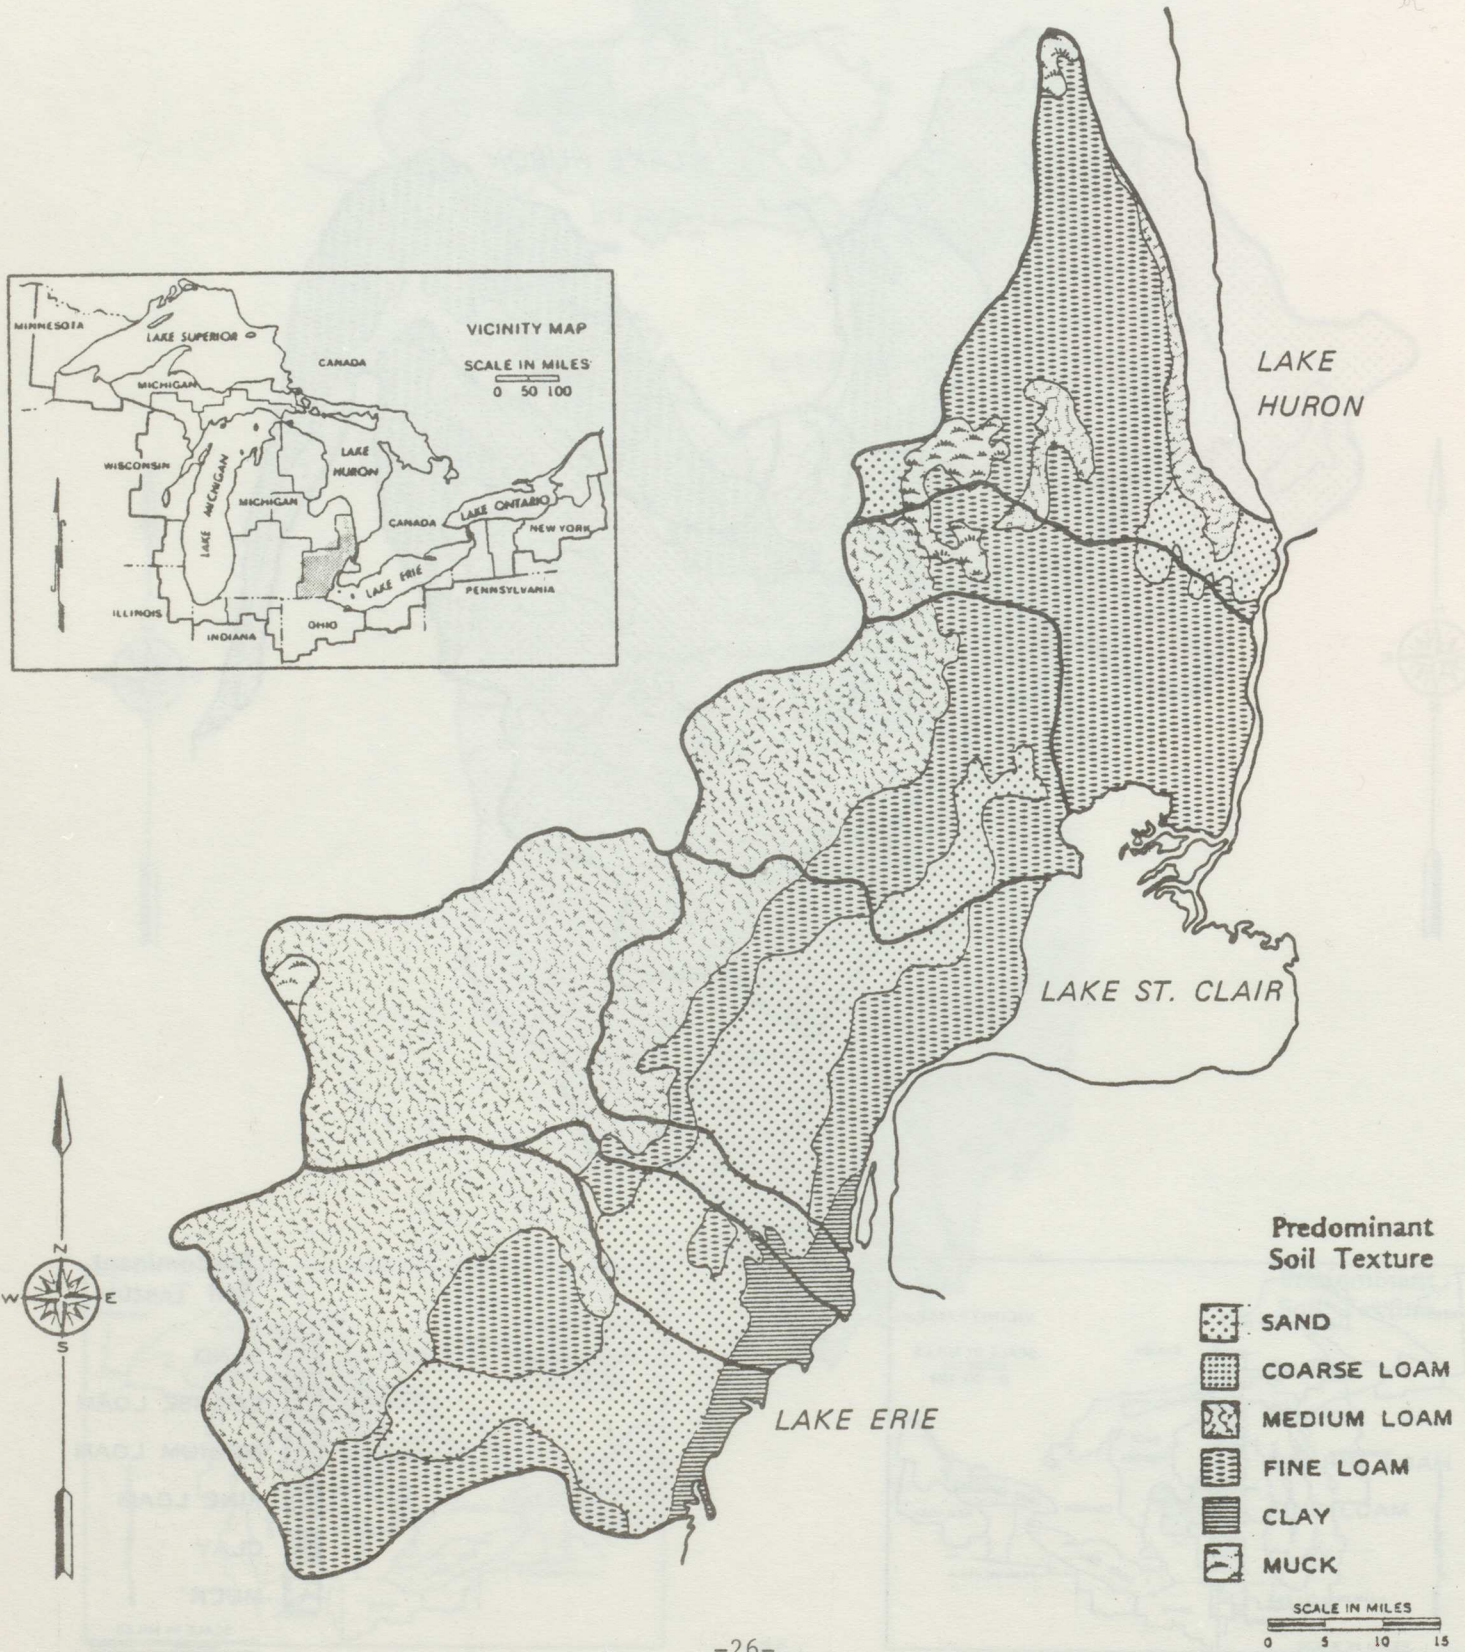 VICINITY MAP
SCALE IN MILES
0 50 100
MINNESOTA
LAKE SUPERIOR
CANADA
MICHIGAN
WISCONSIN
LAKE MICHIGAN
LAKE
HURON
MICHIGAN
CANADA
LAKE ONTARIO
NEW YORK
LAKE ERIE
PENNSYLVANIA
ILLINOIS
INDIANA
OHIO
LAKE
HURON
LAKE ST. CLAIR
LAKE ERIE
N
W E
S
Predominant
Soil Texture
SAND
COARSE LOAM
MEDIUM LOAM
FINE LOAM
CLAY
MUCK
SCALE IN MILES
0 5 10 15
-26-